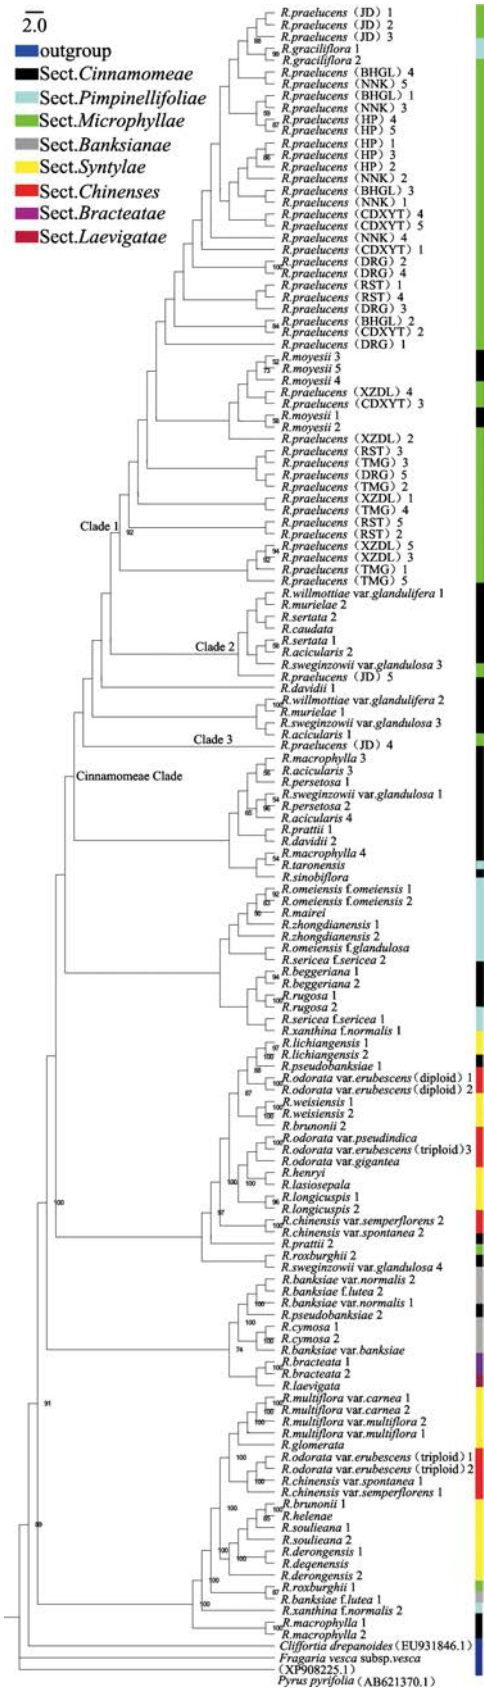 2.0
outgroup
Sect.Cinnamomeae
Sect.Pimpinellifoliae
Sect.Microphyllae
Sect.Banksianae
Sect.Syntylae
Sect.Chinenses
Sect.Bracteatae
Sect.Laevigatae
R.praelucens (JD) 1
R.praelucens (JD) 2
R.praelucens (JD) 3
R.graciliflora 1
R.graciliflora 2
R.praelucens (BHGL) 4
R.praelucens (NNK) 5
R.praelucens (BHGL) 1
R.praelucens (NNK) 3
R.praelucens (HP) 4
R.praelucens (HP) 5
R.praelucens (HP) 1
R.praelucens (HP) 3
R.praelucens (HP) 2
R.praelucens (NNK) 2
R.praelucens (BHGL) 3
R.praelucens (NNK) 1
R.praelucens (CDXYT) 4
R.praelucens (CDXYT) 5
R.praelucens (NNK) 4
R.praelucens (CDXYT) 1
R.praelucens (DRG) 2
R.praelucens (DRG) 4
R.praelucens (RST) 1
R.praelucens (RST) 4
R.praelucens (DRG) 3
R.praelucens (BHGL) 2
R.praelucens (CDXYT) 2
R.praelucens (DRG) 1
R.moyesii 3
R.moyesii 5
R.moyesii 4
R.praelucens (XZDL) 4
R.praelucens (CDXYT) 3
R.moyesii 1
R.moyesii 2
R.praelucens (XZDL) 2
R.praelucens (RST) 3
R.praelucens (TMG) 3
R.praelucens (DRG) 5
R.praelucens (TMG) 2
R.praelucens (XZDL) 1
R.praelucens (TMG) 4
R.praelucens (RST) 5
Clade 1
92
R.praelucens (RST) 2
R.praelucens (XZDL) 5
R.praelucens (XZDL) 3
R.praelucens (TMG) 1
R.praelucens (TMG) 5
R.willmottiae var.glandulifera 1
R.murielae 2
R.sertata 2
R.caudata
R.sertata 1
Clade 2
R.acicularis 2
R.sweginzowii var.glandulosa 3
R.praelucens (JD) 5
R.davidii 1
R.willmottiae var.glandulifera 2
R.murielae 1
R.sweginzowii var.glandulosa 3
R.acicularis 1
Clade 3
R.praelucens (JD) 4
R.macrophylla 3
R.acicularis 3
Cinnamomeae Clade
R.persetosa 1
R.sweginzowii var.glandulosa 1
R.persetosa 2
R.acicularis 4
R.prattii 1
R.davidii 2
R.macrophylla 4
R.taronensis
R.sinobiflora
R.omeiensis f.omeiensis 1
R.omeiensis f.omeiensis 2
R.mairei
R.zhongdianensis 1
R.zhongdianensis 2
R.omeiensis f.glandulosa
R.sericea f.sericea 2
R.beggeriana 1
R.beggeriana 2
R.rugosa 1
R.rugosa 2
R.sericea f.sericea 1
R.xanthina f.normalis 1
R.lichiangensis 1
R.lichiangensis 2
R.pseudobanksiae 1
R.odorata var.erubescens (diploid) 1
R.odorata var.erubescens (diploid) 2
R.weisiensis 1
R.weisiensis 2
R.brunonii 2
R.odorata var.pseudindica
R.odorata var.erubescens (triploid) 3
R.odorata var.gigantea
R.henryi
R.lasiosepala
R.longicuspis 1
R.longicuspis 2
R.chinensis var.semperflorens 2
R.chinensis var.spontanea 2
R.prattii 2
R.roxburghii 2
R.sweginzowii var.glandulosa 4
R.banksiae var.normalis 2
R.banksiae f.lutea 2
R.banksiae var.normalis 1
R.pseudobanksiae 2
R.cymosa 1
R.cymosa 2
R.banksiae var.banksiae
R.bracteata 1
R.bracteata 2
R.laevigata
R.multiflora var.carnea 1
R.multiflora var.carnea 2
R.multiflora var.multiflora 2
R.multiflora var.multiflora 1
R.glomerata
R.odorata var.erubescens (triploid) 1
R.odorata var.erubescens (triploid) 2
R.chinensis var.spontanea 1
R.chinensis var.semperflorens 1
R.brunonii 1
R.helenae
R.soulieana 1
R.soulieana 2
R.derongensis 1
R.deqenensis
R.derongensis 2
R.roxburghii 1
R.banksiae f.lutea 1
R.xanthina f.normalis 2
R.macrophylla 1
R.macrophylla 2
Cliffortia drepanoides (EU931846.1)
Fragaria vesca subsp.vesca
(XP908225.1)
Pyrus pyrifolia (AB621370.1)